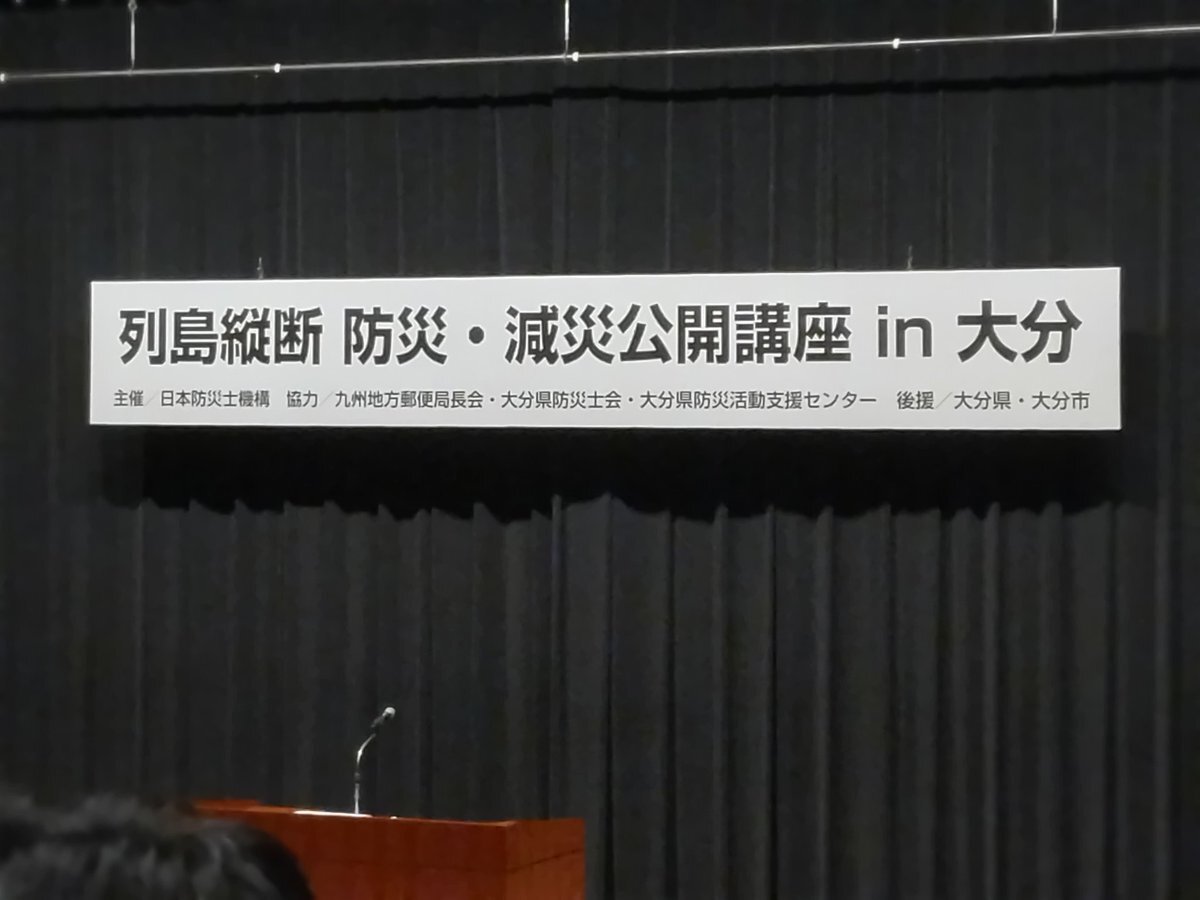 列島縦断 防災・減災公開講座 in 大分
主催／日本防災士機構　協力／九州地方郵便局長会・大分県防災士会・大分県防災活動支援センター　後援／大分県・大分市